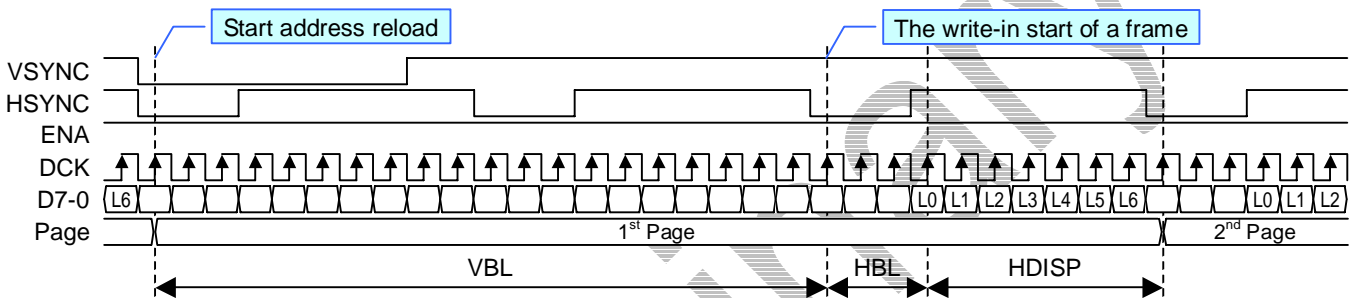 Start address reload
The write-in start of a frame
VSYNC
HSYNC
ENA
DCK
D7-0 L6 L0 L1 L2 L3 L4 L5 L6 L0 L1 L2
Page 1st Page 2nd Page
VBL HBL HDISP